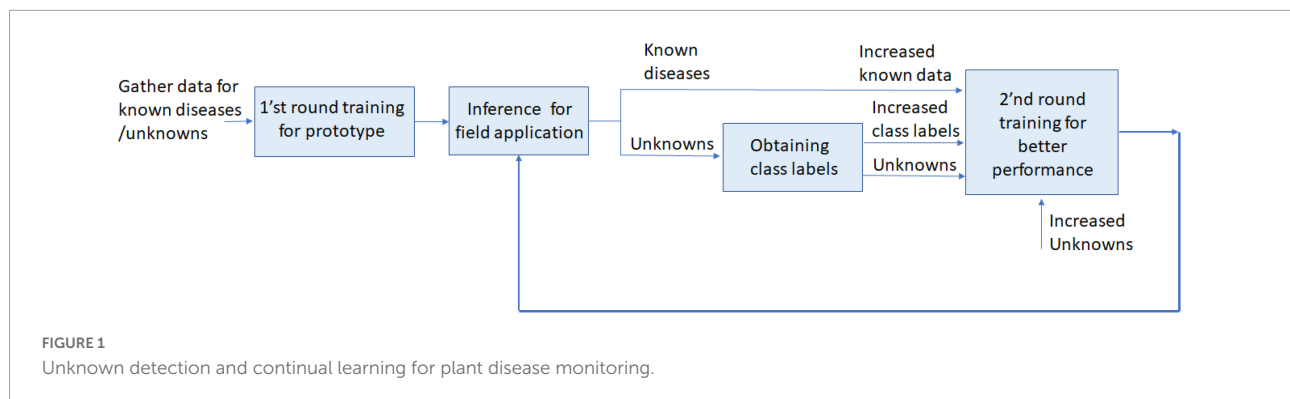 Gather data for
known diseases
/unknowns
1'st round training
for prototype
Inference for
field application
Known
diseases
Unknowns
Obtaining
class labels
Increased
known data
Increased
class labels
Unknowns
2'nd round
training for
better
performance
Increased
Unknowns
FIGURE 1
Unknown detection and continual learning for plant disease monitoring.